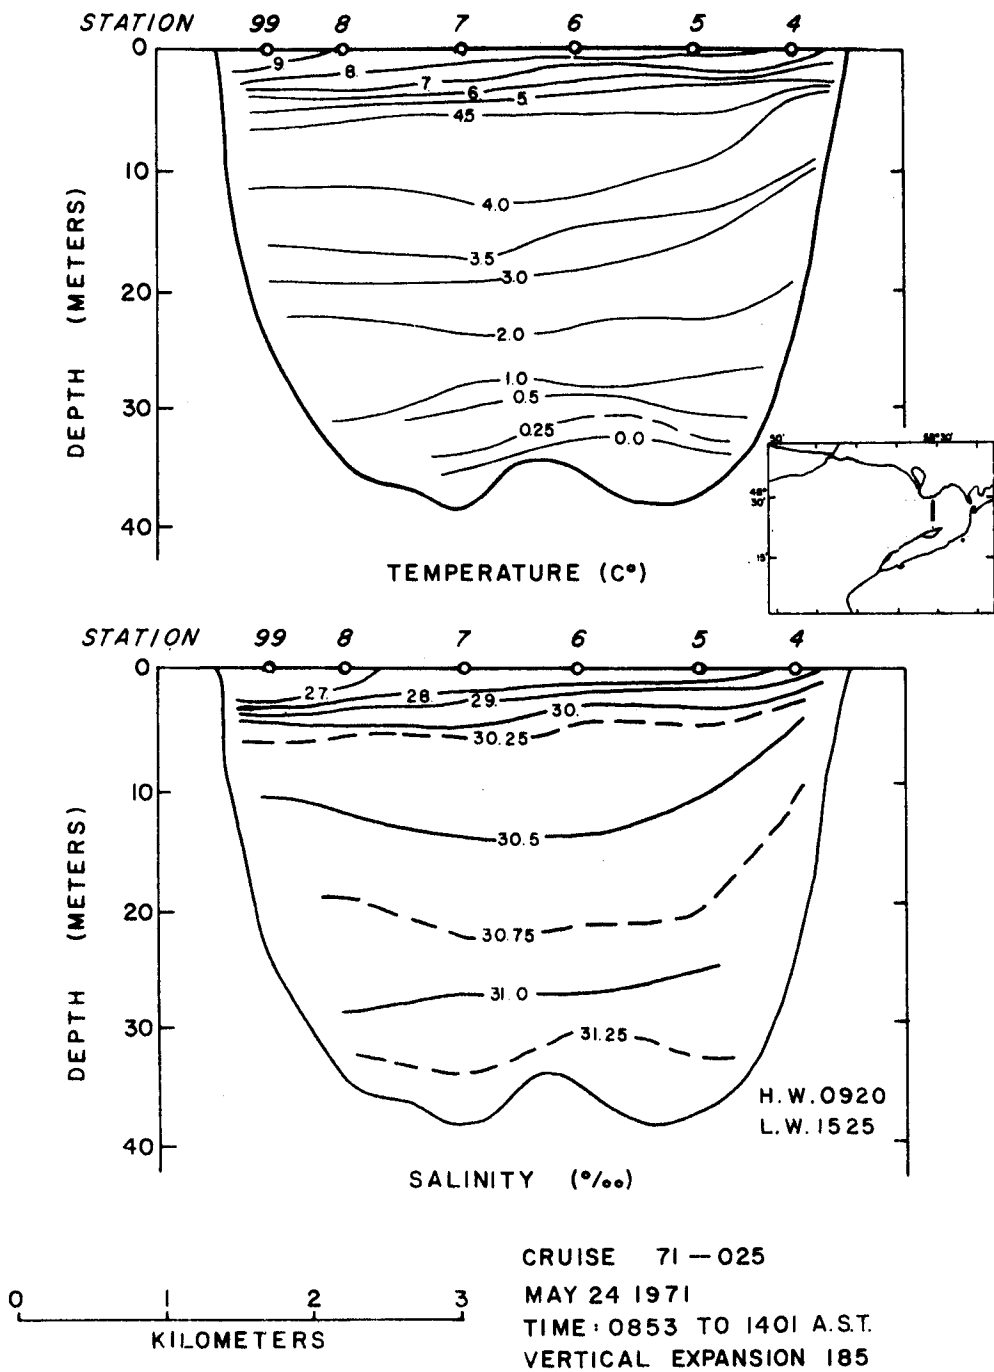 STATION 99 8 7 6 5 4
0
10
20
30
40
DEPTH (METERS)
9
8.
7.
6.
5.
4.5
4.0
3.5
3.0
2.0
1.0
0.5
0.25
0.0
TEMPERATURE (C°)
30'
48°
30'
15'
STATION 99 8 7 6 5 4
0
10
20
30
40
DEPTH (METERS)
27.
28.
29.
30.
30.25
30.5
30.75
31.0
31.25
H.W. 0920
L.W. 1525
SALINITY (°/oo)
CRUISE 71-025
MAY 24 1971
TIME: 0853 TO 1401 A.S.T.
VERTICAL EXPANSION 185
0 1 2 3
KILOMETERS